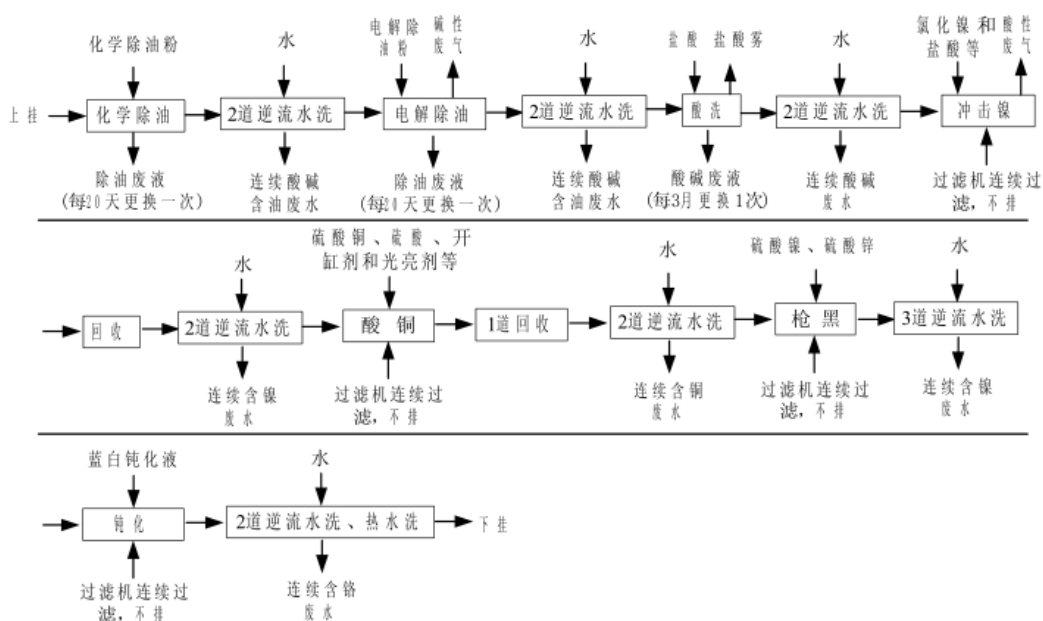 化学除油粉
水
电解除
油粉
碱性
废气
水
盐酸
盐酸雾
水
氯化镍和
盐酸等
酸性
废气
上挂
化学除油
2道逆流水洗
电解除油
2道逆流水洗
酸洗
2道逆流水洗
冲击镍
除油废液
(每20天更换一次)
连续酸碱
含油废水
除油废液
(每20天更换一次)
连续酸碱
含油废水
酸碱废液
(每3月更换1次)
连续酸碱
废水
过滤机连续过
滤，不排
水
硫酸铜、硫酸、开
缸剂和光亮剂等
水
硫酸镍、硫酸锌
水
回收
2道逆流水洗
酸铜
1道回收
2道逆流水洗
枪黑
3道逆流水洗
连续含镍
废水
过滤机连续过
滤，不排
连续含铜
废水
过滤机连续过
滤，不排
连续含镍
废水
蓝白钝化液
水
钝化
2道逆流水洗、热水洗
下挂
过滤机连续过
滤，不排
连续含铬
废水